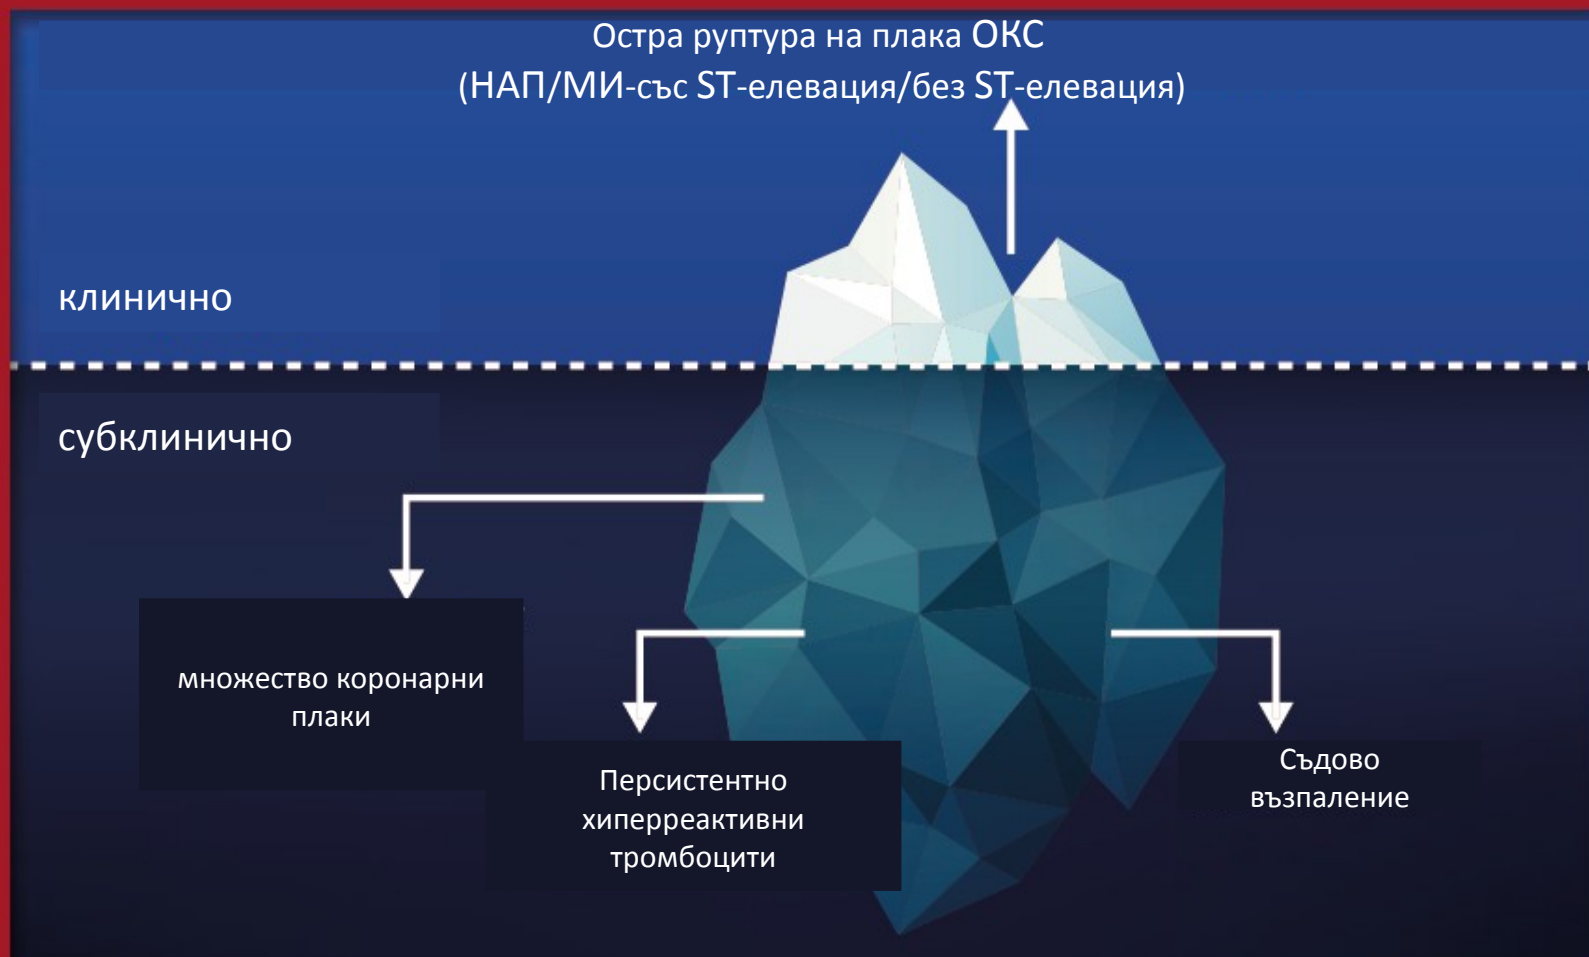 Остра руптура на плака ОКС
(НАП/МИ-със ST-елевация/без ST-елевация)
клинично
субклинично
множество коронарни
плаки
Персистентно
хиперреактивни
тромбоцити
Съдово
възпаление